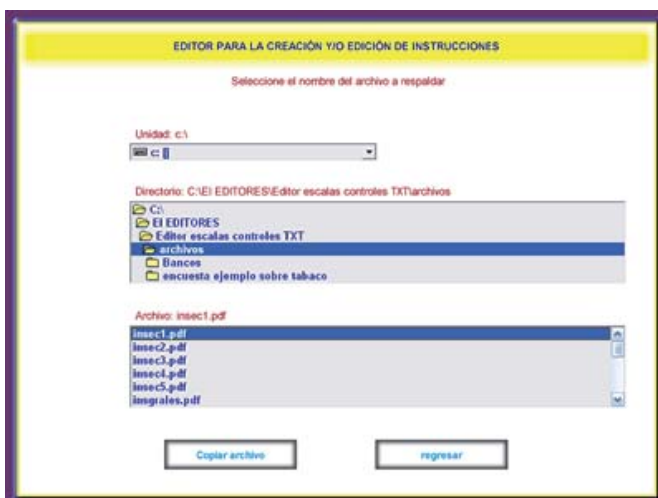 EDITOR PARA LA CREACIÓN Y/O EDICIÓN DE INSTRUCCIONES
Seleccione el nombre del archivo a respaldar
Unidad: c:\
c: []
Directorio: C:\EI EDITORES\Editor escalas controles TXT\archivos
C:\
EI EDITORES
Editor escalas controles TXT
archivos
Bancos
encuesta ejemplo sobre tabaco
Archivo: insec1.pdf
insec1.pdf
insec2.pdf
insec3.pdf
insec4.pdf
insec5.pdf
insgrales.pdf
Copiar archivo
regresar